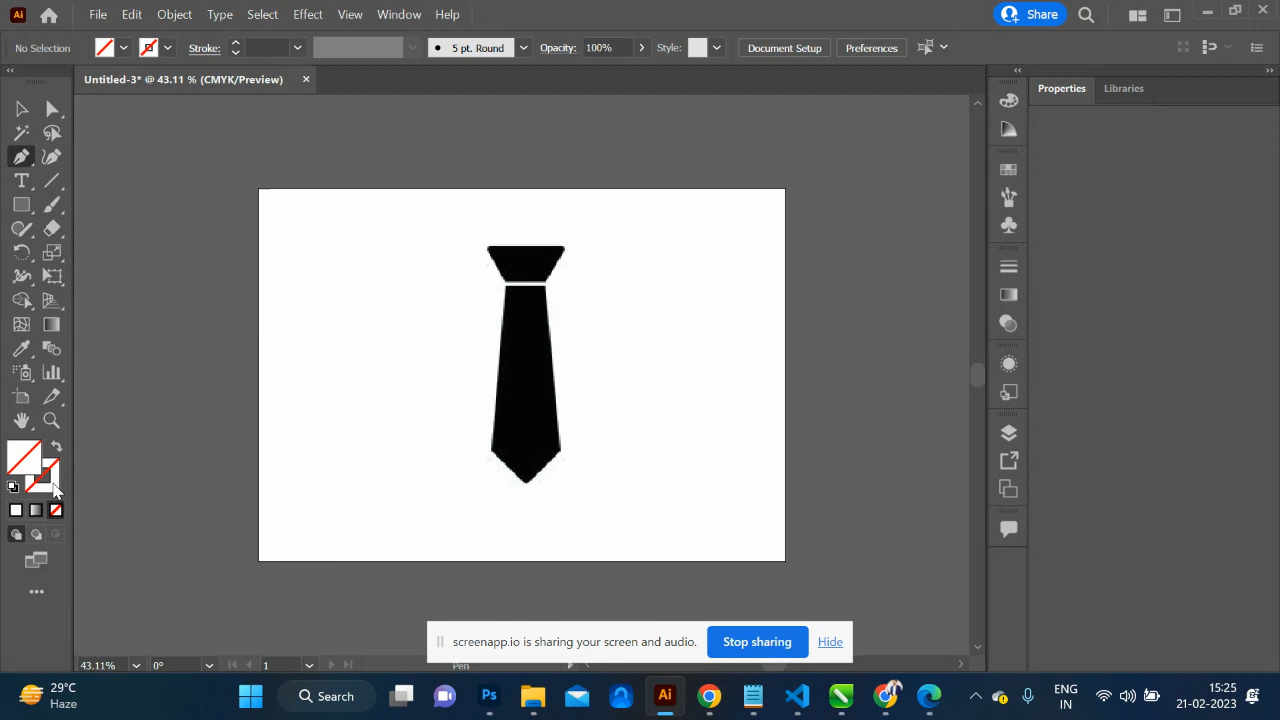 Ai File Edit Object Type Select Effect View Window Help Share
No Selection Stroke: 5 pt. Round Opacity: 100% Style: Document Setup Preferences
Untitled-3* @ 43.11 % (CMYK/Preview)
Properties Libraries
T
screenapp.io is sharing your screen and audio. Stop sharing Hide
43.11% 0° 1 Pen
29°C
Haze
Search
Ps
Ai
ENG
IN
15:25
21-02-2023